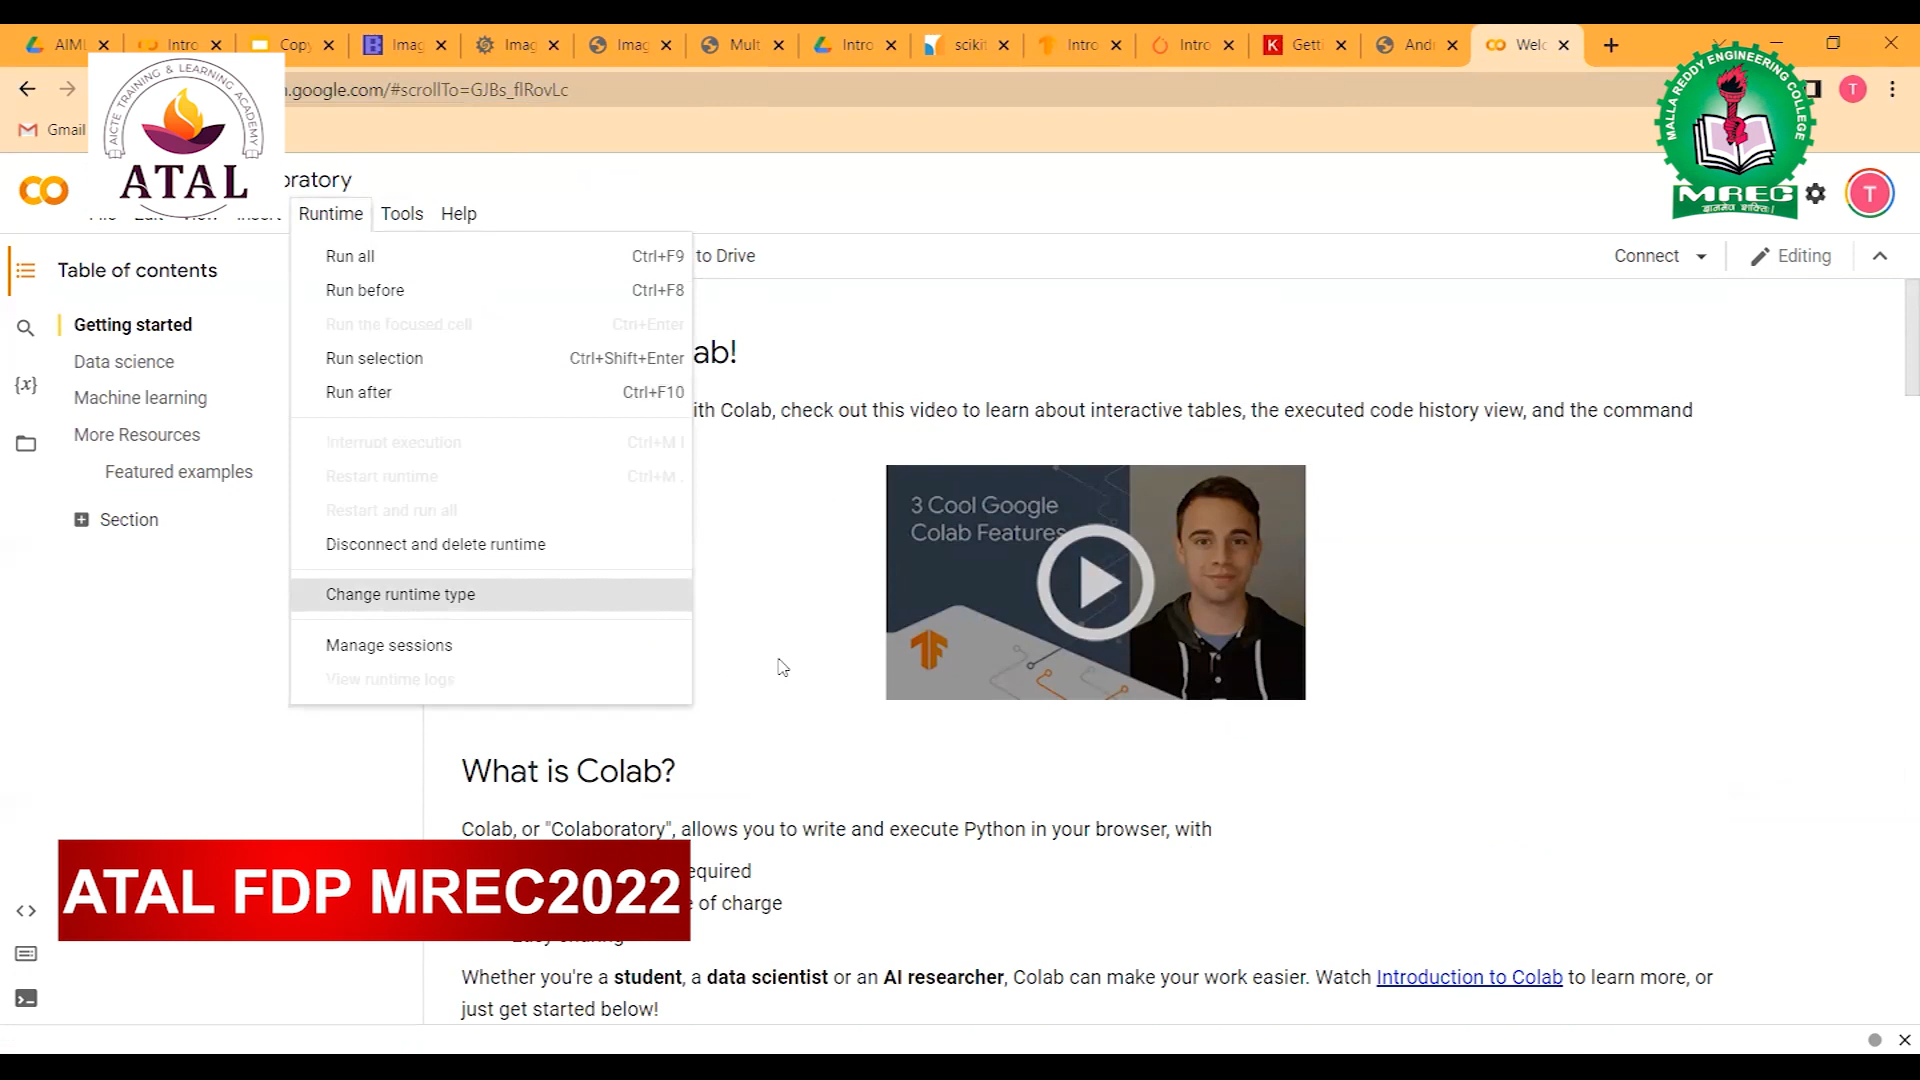 AIML
Intro
Copy
Imag
Imag
Imag
Mult
Intro
scikit
Intro
Intro
Getti
Andr
Welc
.google.com/#scrollTo=GJBs_flRovLc
T
Gmail
AICTE TRAINING & LEARNING ACADEMY
ATAL
MALLA REDDY ENGINEERING COLLEGE
MREC
oratory
T
Runtime Tools Help
Table of contents
Getting started
Data science
Machine learning
More Resources
Featured examples
Section
{x}
Run all Ctrl+F9
Run before Ctrl+F8
Run the focused cell Ctrl+Enter
Run selection Ctrl+Shift+Enter
Run after Ctrl+F10
Interrupt execution Ctrl+M I
Restart runtime Ctrl+M .
Restart and run all
Disconnect and delete runtime
Change runtime type
Manage sessions
View runtime logs
to Drive
Connect
Editing
ab!
ith Colab, check out this video to learn about interactive tables, the executed code history view, and the command
3 Cool Google
Colab Features
What is Colab?
Colab, or "Colaboratory", allows you to write and execute Python in your browser, with
equired
e of charge
Easy sharing
ATAL FDP MREC2022
Whether you're a student, a data scientist or an AI researcher, Colab can make your work easier. Watch Introduction to Colab to learn more, or
just get started below!